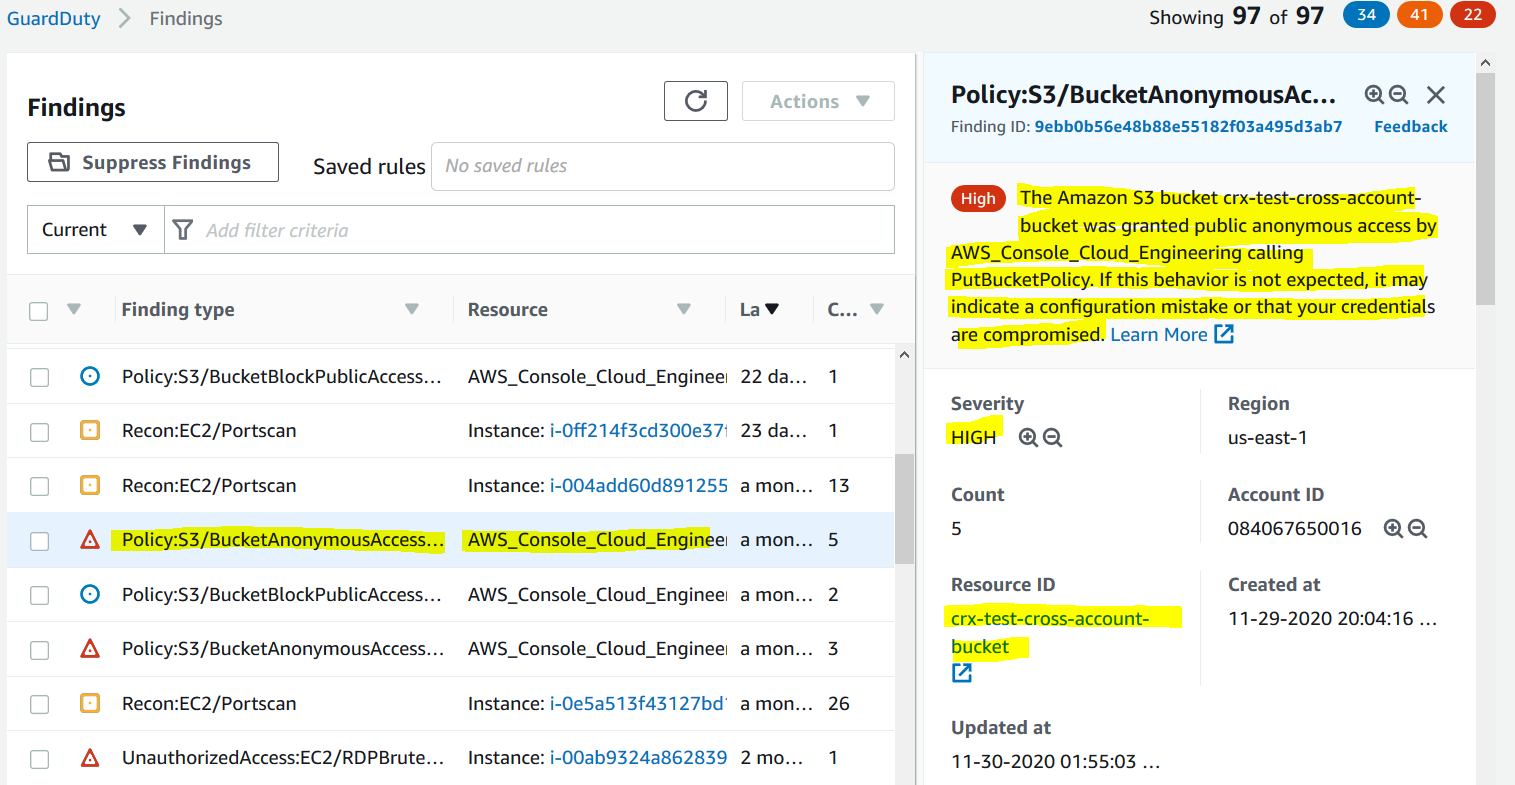 GuardDuty > Findings
Showing 97 of 97 34 41 22
Findings
Actions
Suppress Findings
Saved rules
No saved rules
Current
Add filter criteria
Finding type Resource La C...
Policy:S3/BucketBlockPublicAccess... AWS_Console_Cloud_Engineer 22 da... 1
Recon:EC2/Portscan Instance: i-0ff214f3cd300e37 23 da... 1
Recon:EC2/Portscan Instance: i-004add60d891255 a mon... 13
Policy:S3/BucketAnonymousAccess... AWS_Console_Cloud_Engineer a mon... 5
Policy:S3/BucketBlockPublicAccess... AWS_Console_Cloud_Engineer a mon... 2
Policy:S3/BucketAnonymousAccess... AWS_Console_Cloud_Engineer a mon... 3
Recon:EC2/Portscan Instance: i-0e5a513f43127bd a mon... 26
UnauthorizedAccess:EC2/RDPBrute... Instance: i-00ab9324a862839 2 mo... 1
Policy:S3/BucketAnonymousAc...
Finding ID: 9ebb0b56e48b88e55182f03a495d3ab7 Feedback
High The Amazon S3 bucket crx-test-cross-account-
bucket was granted public anonymous access by
AWS_Console_Cloud_Engineering calling
PutBucketPolicy. If this behavior is not expected, it may
indicate a configuration mistake or that your credentials
are compromised. Learn More
Severity
HIGH
Region
us-east-1
Count
5
Account ID
084067650016
Resource ID
crx-test-cross-account-
bucket
Created at
11-29-2020 20:04:16 ...
Updated at
11-30-2020 01:55:03 ...